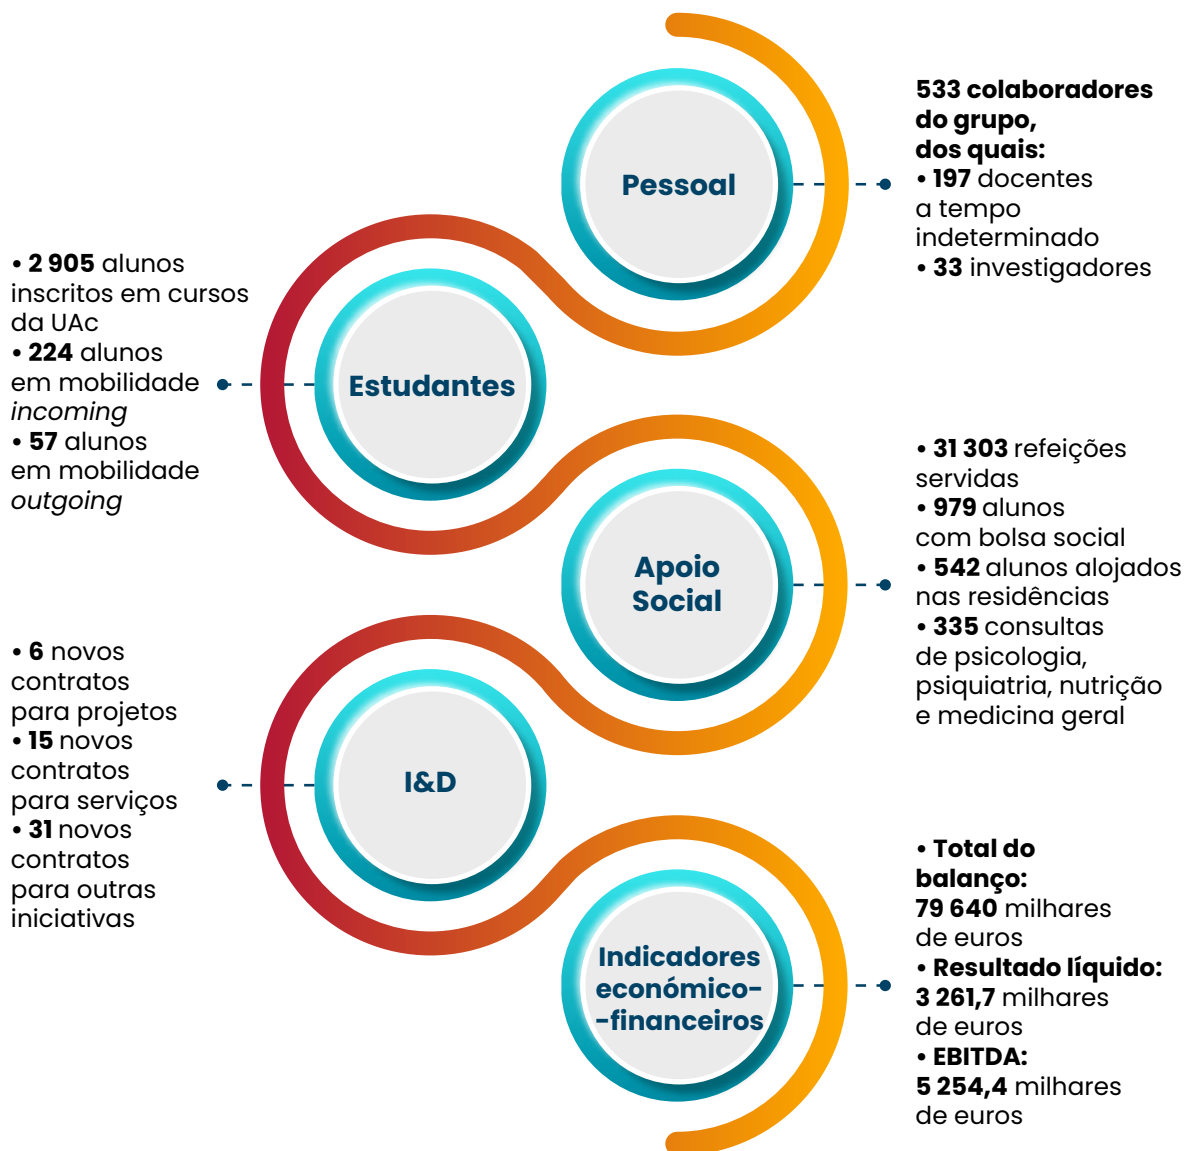 Pessoal
533 colaboradores
do grupo,
dos quais:
• 197 docentes
a tempo
indeterminado
• 33 investigadores
Estudantes
• 2 905 alunos
inscritos em cursos
da UAc
• 224 alunos
em mobilidade
incoming
• 57 alunos
em mobilidade
outgoing
Apoio
Social
• 31 303 refeições
servidas
• 979 alunos
com bolsa social
• 542 alunos alojados
nas residências
• 335 consultas
de psicologia,
psiquiatria, nutrição
e medicina geral
I&D
• 6 novos
contratos
para projetos
• 15 novos
contratos
para serviços
• 31 novos
contratos
para outras
iniciativas
Indicadores
económico-
-financeiros
• Total do
balanço:
79 640 milhares
de euros
• Resultado líquido:
3 261,7 milhares
de euros
• EBITDA:
5 254,4 milhares
de euros